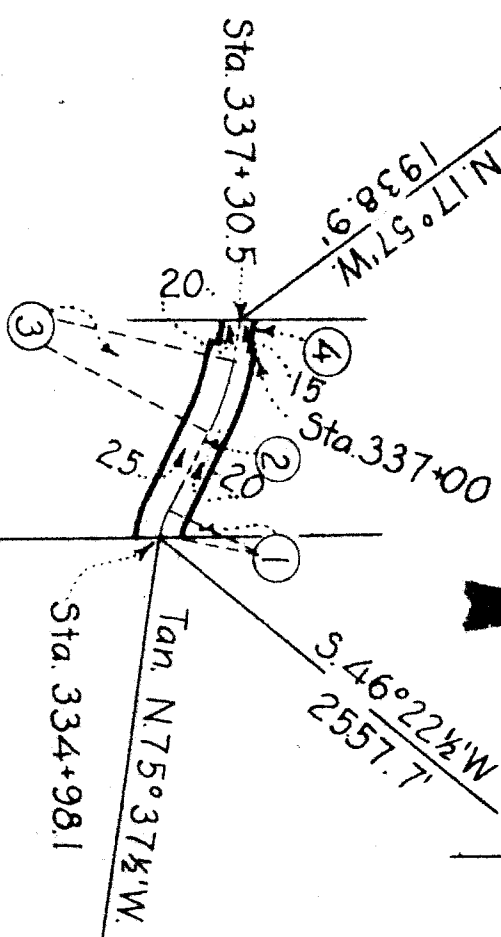 Sta. 337+30.5
N. 17° 57' W.
1938.9'
20
3
4
15
Sta. 337+00
25
2
20
1
Sta. 334+98.1
Tan. N 75° 37½' W.
S. 46° 22½' W
2557.7'